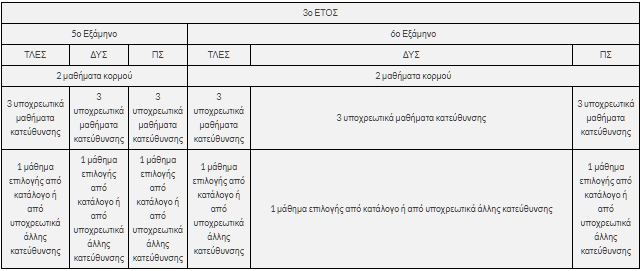 3ο ΕΤΟΣ
5ο Εξάμηνο 6ο Εξάμηνο
ΤΛΕΣ ΔΥΣ ΠΣ ΤΛΕΣ ΔΥΣ ΠΣ
2 μαθήματα κορμού 2 μαθήματα κορμού
3 υποχρεωτικά
μαθήματα
κατεύθυνσης
3
υποχρεωτικά
μαθήματα
κατεύθυνσης
3
υποχρεωτικά
μαθήματα
κατεύθυνσης
3
υποχρεωτικά
μαθήματα
κατεύθυνσης
3 υποχρεωτικά μαθήματα κατεύθυνσης
3 υποχρεωτικά
μαθήματα
κατεύθυνσης
1 μάθημα
επιλογής από
κατάλογο ή
από
υποχρεωτικά
άλλης
κατεύθυνσης
1 μάθημα
επιλογής
από
κατάλογο ή
από
υποχρεωτικά
άλλης
κατεύθυνσης
1 μάθημα
επιλογής
από
κατάλογο ή
από
υποχρεωτικά
άλλης
κατεύθυνσης
1 μάθημα
επιλογής από
κατάλογο ή
από
υποχρεωτικά
άλλης
κατεύθυνσης
1 μάθημα επιλογής από κατάλογο ή από υποχρεωτικά άλλης κατεύθυνσης
1 μάθημα
επιλογής από
κατάλογο ή
από
υποχρεωτικά
άλλης
κατεύθυνσης